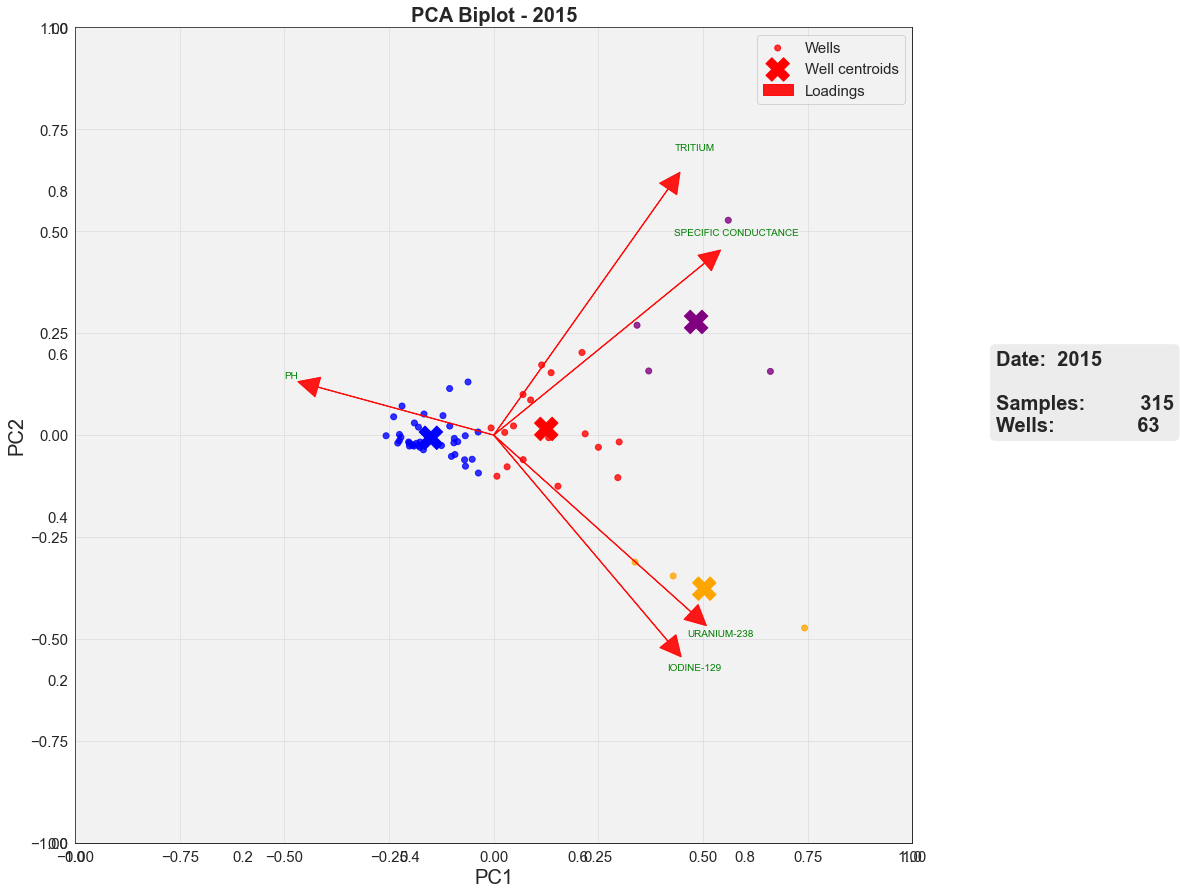 PCA Biplot - 2015
Wells
Well centroids
Loadings
TRITIUM
SPECIFIC CONDUCTANCE
PH
URANIUM-238
IODINE-129
PC2
1.00
1.0
0.75
0.8
0.50
0.25
0.6
0.00
0.4
−0.25
−0.50
0.2
−0.75
−1.00
0.0
−1.00
0.0
−0.75
0.2
−0.50
−0.25
0.4
0.00
0.6
0.25
0.50
0.8
0.75
1.00
1.0
PC1
Date: 2015
Samples: 315
Wells: 63